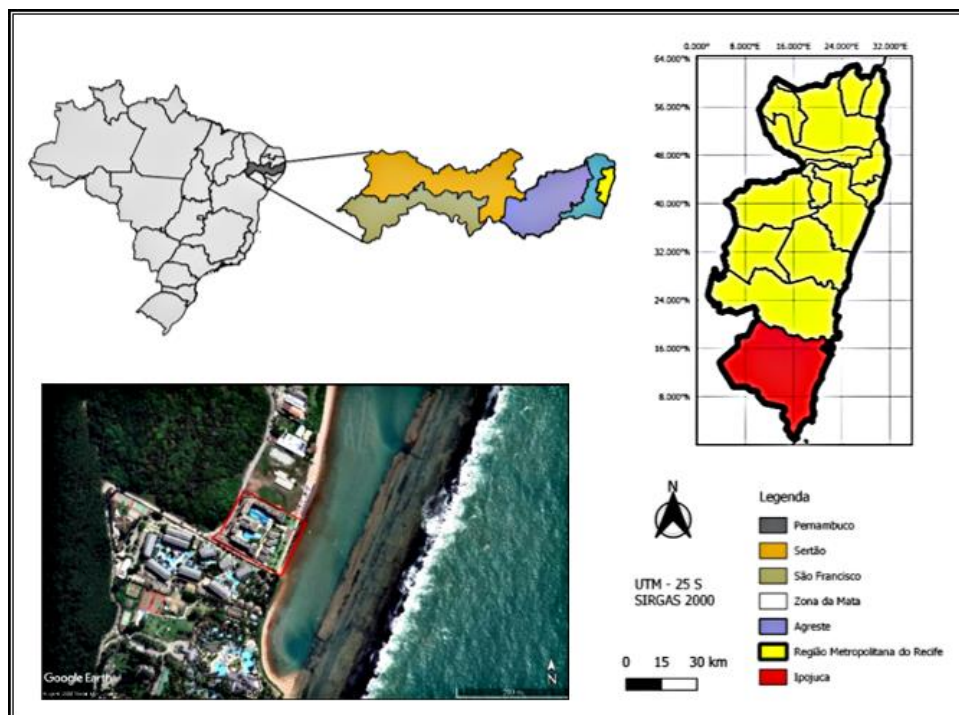 0.000°E 8.000°E 16.000°E 24.000°E 32.000°E
64.000°N
56.000°N
48.000°N
40.000°N
32.000°N
24.000°N
16.000°N
8.000°N
N
UTM - 25 S
SIRGAS 2000
0 15 30 km
Legenda
Pernambuco
Sertão
São Francisco
Zona da Mata
Agreste
Região Metropolitana do Recife
Ipojuca
Google Earth
N